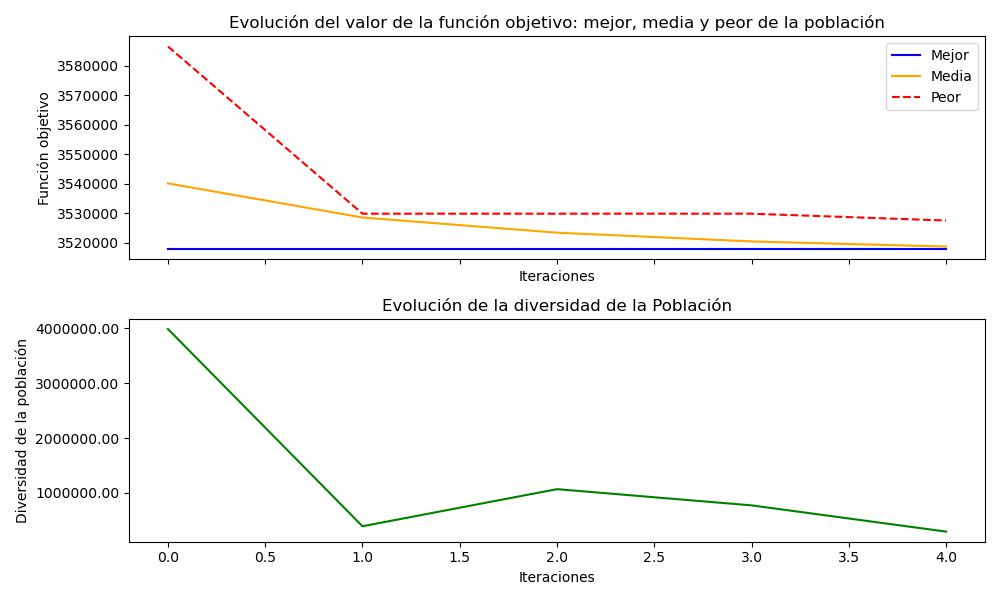 Evolución del valor de la función objetivo: mejor, media y peor de la población
Función objetivo
3580000
3570000
3560000
3550000
3540000
3530000
3520000
Mejor
Media
Peor
Iteraciones
Evolución de la diversidad de la Población
Diversidad de la población
4000000.00
3000000.00
2000000.00
1000000.00
0.0 0.5 1.0 1.5 2.0 2.5 3.0 3.5 4.0
Iteraciones